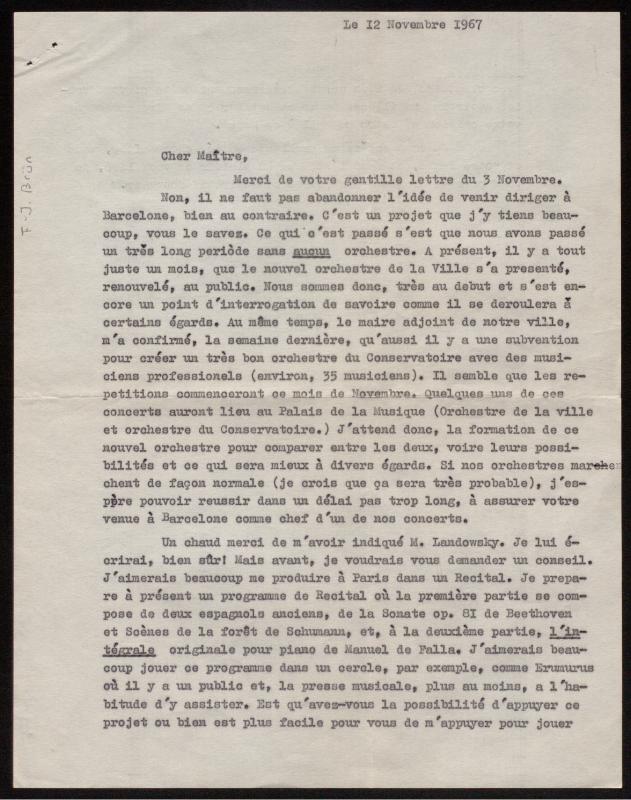 Le 12 Novembre 1967
F.-J. Brün
Cher Maître,
Merci de votre gentille lettre du 3 Novembre.
Non, il ne faut pas abandonner l'idée de venir diriger à
Barcelone, bien au contraire. C'est un projet que j'y tiens beau-
coup, vous le savez. Ce qui c'est passé s'est que nous avons passé
un très long periòde sans aucun orchestre. A présent, il y a tout
juste un mois, que le nouvel orchestre de la Ville s'a presenté,
renouvelé, au public. Nous sommes donc, très au debut et s'est en-
core un point d'interrogation de savoire comme il se deroulera à
certains égards. Au même temps, le maire adjoint de notre ville,
m'a confirmé, la semaine dernière, qu'aussi il y a une subvention
pour créer un très bon orchestre du Conservatoire avec des musi-
ciens professionels (environ, 35 musiciens). Il semble que les re-
petitions commenceront ce mois de Novembre. Quelques uns de ces
concerts auront lieu au Palais de la Musique (Orchestre de la ville
et orchestre du Conservatoire.) J'attend donc, la formation de ce
nouvel orchestre pour comparer entre les deux, voire leurs possi-
bilités et ce qui sera mieux à divers égards. Si nos orchestres marchen
chent de façon normale (je crois que ça sera très probable), j'es-
père pouvoir reussir dans un délai pas trop long, à assurer votre
venue à Barcelone comme chef d'un de nos concerts.
Un chaud merci de m'avoir indiqué M. Landowsky. Je lui é-
crirai, bien sûr! Mais avant, je voudrais vous demander un conseil.
J'aimerais beaucoup me produire à Paris dans un Recital. Je prepa-
re à présent un programme de Recital où la première partie se com-
pose de deux espagnols anciens, de la Sonate op. 8I de Beethoven
et Scènes de la forêt de Schumann, et, à la deuxième partie, l'in-
tégrale originale pour piano de Manuel de Falla. J'aimerais beau-
coup jouer ce programme dans un cercle, par exemple, comme Erumurus
où il y a un public et, la presse musicale, plus au moins, a l'ha-
bitude d'y assister. Est qu'avez-vous la possibilité d'appuyer ce
projet ou bien est plus facile pour vous de m'appuyer pour jouer